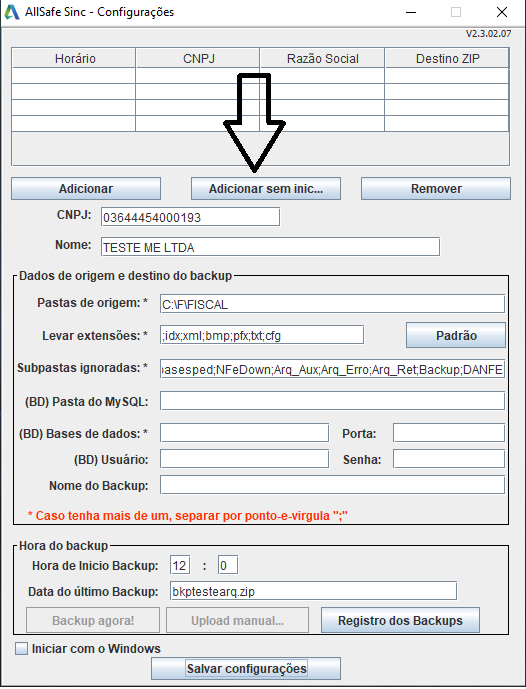 AllSafe Sinc - Configurações
V2.3.02.07
Horário CNPJ Razão Social Destino ZIP
Adicionar Adicionar sem inic... Remover
CNPJ: 03644454000193
Nome: TESTE ME LTDA
Dados de origem e destino do backup
Pastas de origem: * C:\F\FISCAL
Levar extensões: * ;idx;xml;bmp;pfx;txt;cfg Padrão
Subpastas ignoradas: * basesped;NFeDown;Arq_Aux;Arq_Erro;Arq_Ret;Backup;DANFE
(BD) Pasta do MySQL:
(BD) Bases de dados: * Porta:
(BD) Usuário: Senha:
Nome do Backup:
* Caso tenha mais de um, separar por ponto-e-virgula ";"
Hora do backup
Hora de Inicio Backup: 12 : 0
Data do último Backup: bkptestearq.zip
Backup agora! Upload manual... Registro dos Backups
Iniciar com o Windows
Salvar configurações